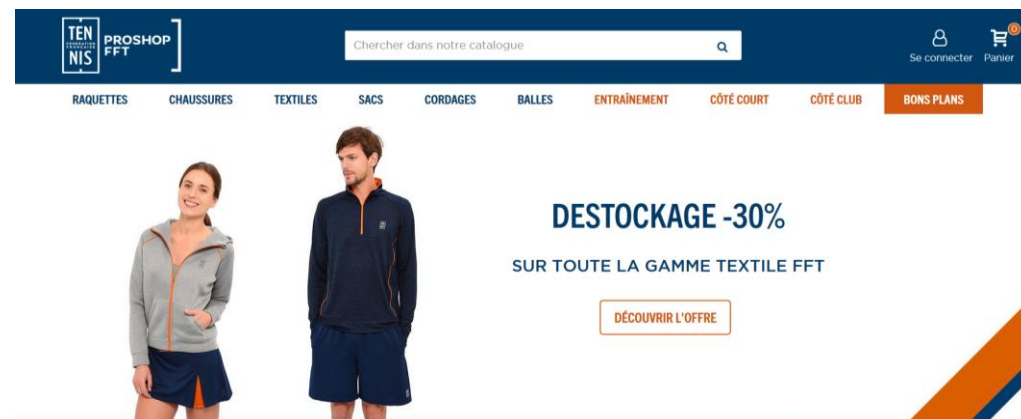 TEN
NIS
PROSHOP
FFT
Chercher dans notre catalogue
Se connecter
0
Panier
RAQUETTES CHAUSSURES TEXTILES SACS CORDAGES BALLES ENTRAÎNEMENT CÔTÉ COURT CÔTÉ CLUB BONS PLANS
DESTOCKAGE -30%
SUR TOUTE LA GAMME TEXTILE FFT
DÉCOUVRIR L'OFFRE